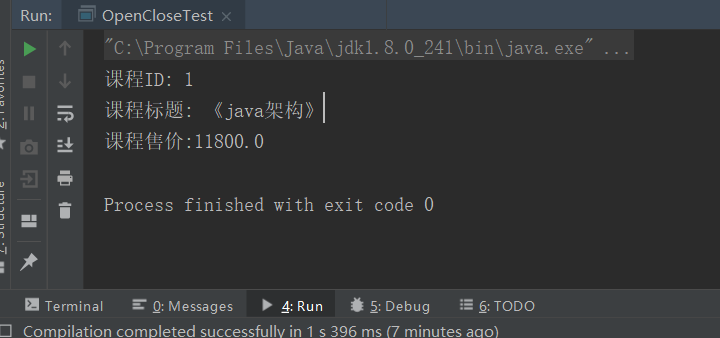 Run: OpenCloseTest ×
"C:\Program Files\Java\jdk1.8.0_241\bin\java.exe" ...
课程ID: 1
课程标题: 《java架构》
课程售价:11800.0
Process finished with exit code 0
2: Favorites
7: Structure
Terminal 0: Messages 4: Run 5: Debug 6: TODO
Compilation completed successfully in 1 s 396 ms (7 minutes ago)